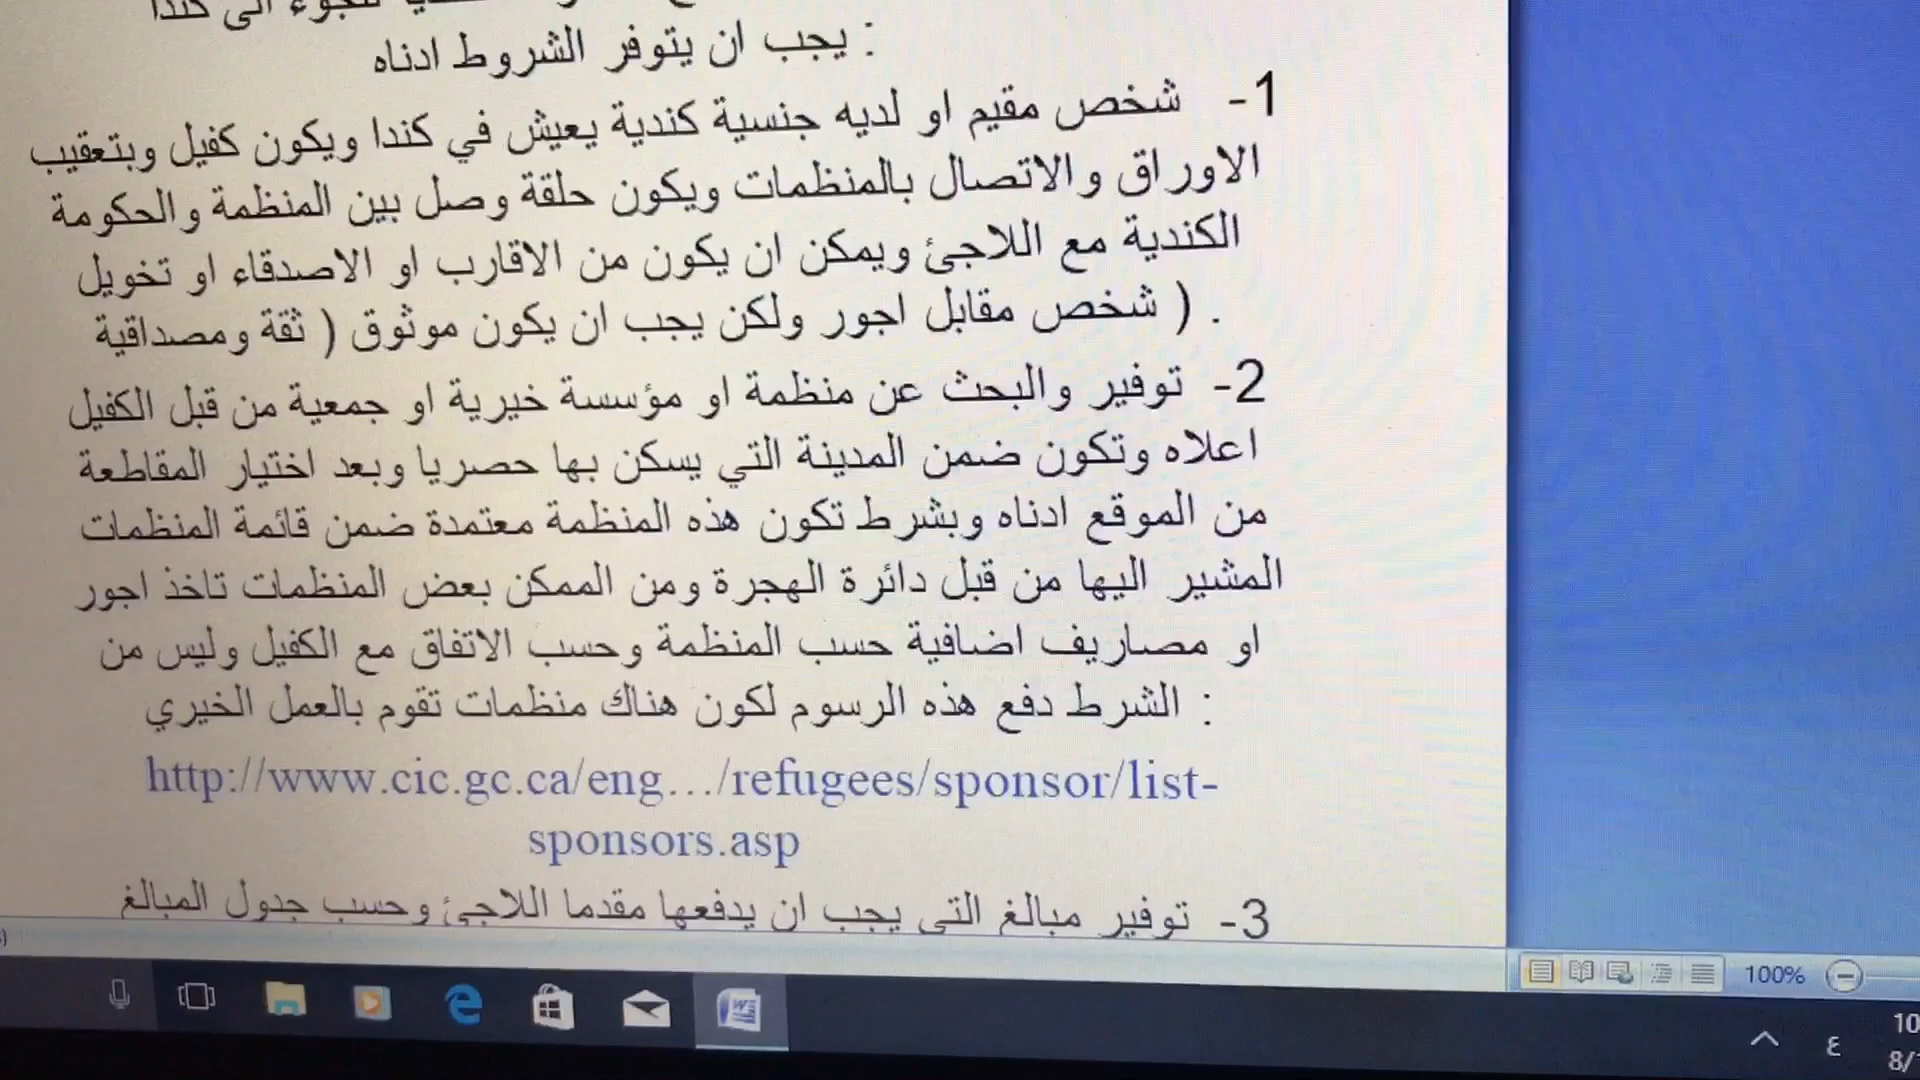 للجوء الى كندا
يجب ان يتوفر الشروط ادناه :
1- شخص مقيم او لديه جنسية كندية يعيش في كندا ويكون كفيل وبتعقيب
الاوراق والاتصال بالمنظمات ويكون حلقة وصل بين المنظمة والحكومة
الكندية مع اللاجئ ويمكن ان يكون من الاقارب او الاصدقاء او تخويل
. ( شخص مقابل اجور ولكن يجب ان يكون موثوق ( ثقة ومصداقية
2- توفير والبحث عن منظمة او مؤسسة خيرية او جمعية من قبل الكفيل
اعلاه وتكون ضمن المدينة التي يسكن بها حصريا وبعد اختيار المقاطعة
من الموقع ادناه وبشرط تكون هذه المنظمة معتمدة ضمن قائمة المنظمات
المشير اليها من قبل دائرة الهجرة ومن الممكن بعض المنظمات تاخذ اجور
او مصاريف اضافية حسب المنظمة وحسب الاتفاق مع الكفيل وليس من
: الشرط دفع هذه الرسوم لكون هناك منظمات تقوم بالعمل الخيري
http://www.cic.gc.ca/eng…/refugees/sponsor/list-
sponsors.asp
3- توفير مبالغ التي يجب ان يدفعها مقدما اللاجئ وحسب جدول المبالغ
100%
ع
10
8/